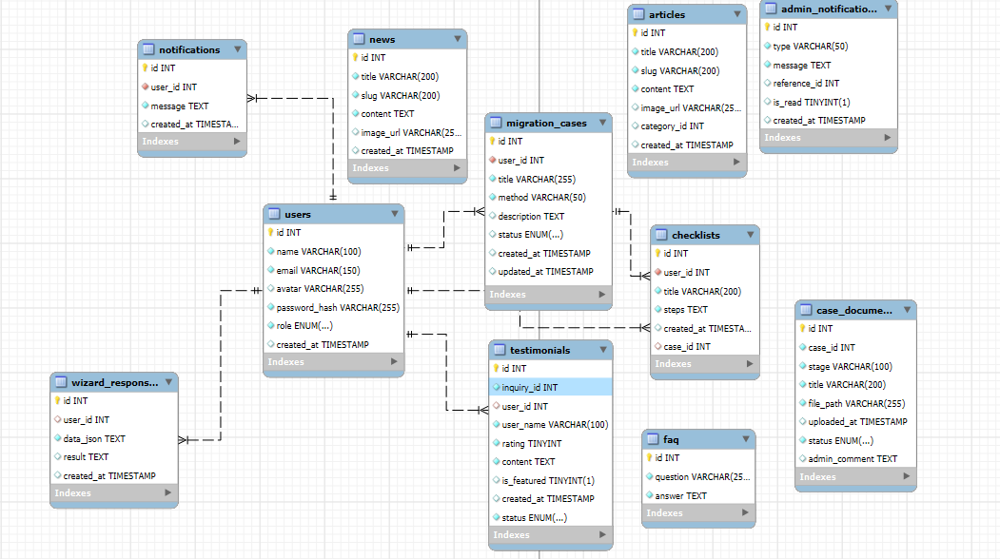 notifications
id INT
user_id INT
message TEXT
created_at TIMESTA...
Indexes
news
id INT
title VARCHAR(200)
slug VARCHAR(200)
content TEXT
image_url VARCHAR(25...
created_at TIMESTAMP
Indexes
articles
id INT
title VARCHAR(200)
slug VARCHAR(200)
content TEXT
image_url VARCHAR(25...
category_id INT
created_at TIMESTAMP
Indexes
admin_notificatio...
id INT
type VARCHAR(50)
message TEXT
reference_id INT
is_read TINYINT(1)
created_at TIMESTAMP
Indexes
migration_cases
id INT
user_id INT
title VARCHAR(255)
method VARCHAR(50)
description TEXT
status ENUM(...)
created_at TIMESTAMP
updated_at TIMESTAMP
Indexes
users
id INT
name VARCHAR(100)
email VARCHAR(150)
avatar VARCHAR(255)
password_hash VARCHAR(255)
role ENUM(...)
created_at TIMESTAMP
Indexes
checklists
id INT
user_id INT
title VARCHAR(200)
steps TEXT
created_at TIMESTA...
case_id INT
Indexes
case_docume...
id INT
case_id INT
stage VARCHAR(100)
title VARCHAR(200)
file_path VARCHAR(255)
uploaded_at TIMESTAMP
status ENUM(...)
admin_comment TEXT
Indexes
testimonials
id INT
inquiry_id INT
user_id INT
user_name VARCHAR(100)
rating TINYINT
content TEXT
is_featured TINYINT(1)
created_at TIMESTAMP
status ENUM(...)
Indexes
wizard_respons...
id INT
user_id INT
data_json TEXT
result TEXT
created_at TIMESTAMP
Indexes
faq
id INT
question VARCHAR(25...
answer TEXT
Indexes